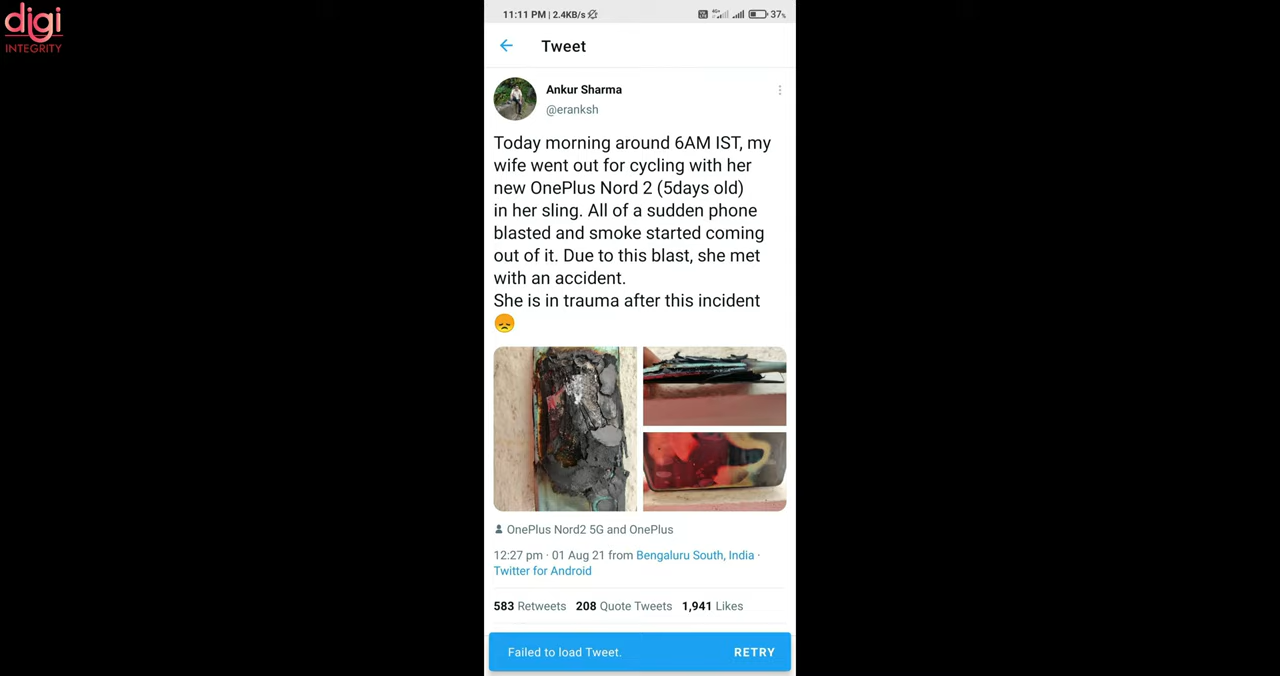 digi
INTEGRITY
11:11 PM | 2.4KB/s
4G+
37%
Tweet
Ankur Sharma
@eranksh
Today morning around 6AM IST, my
wife went out for cycling with her
new OnePlus Nord 2 (5days old)
in her sling. All of a sudden phone
blasted and smoke started coming
out of it. Due to this blast, she met
with an accident.
She is in trauma after this incident
OnePlus Nord2 5G and OnePlus
12:27 pm · 01 Aug 21 from Bengaluru South, India ·
Twitter for Android
583 Retweets 208 Quote Tweets 1,941 Likes
Failed to load Tweet. RETRY